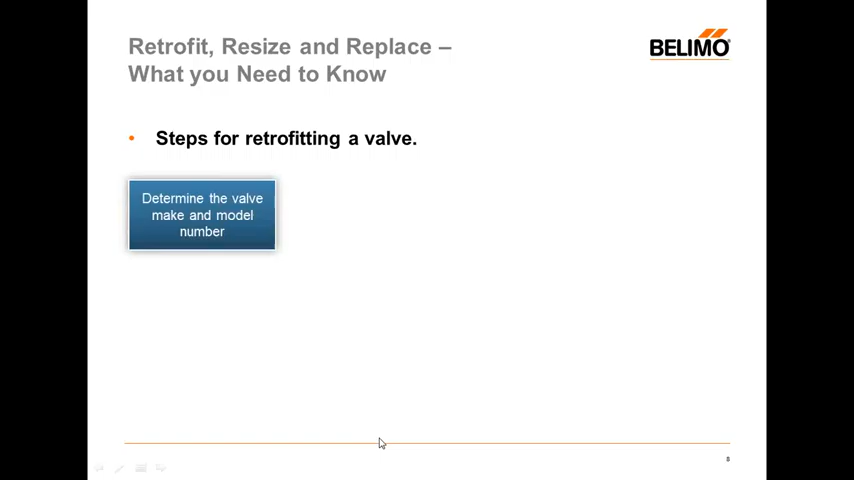 Retrofit, Resize and Replace –
What you Need to Know
BELIMO®
• Steps for retrofitting a valve.
Determine the valve
make and model
number
8